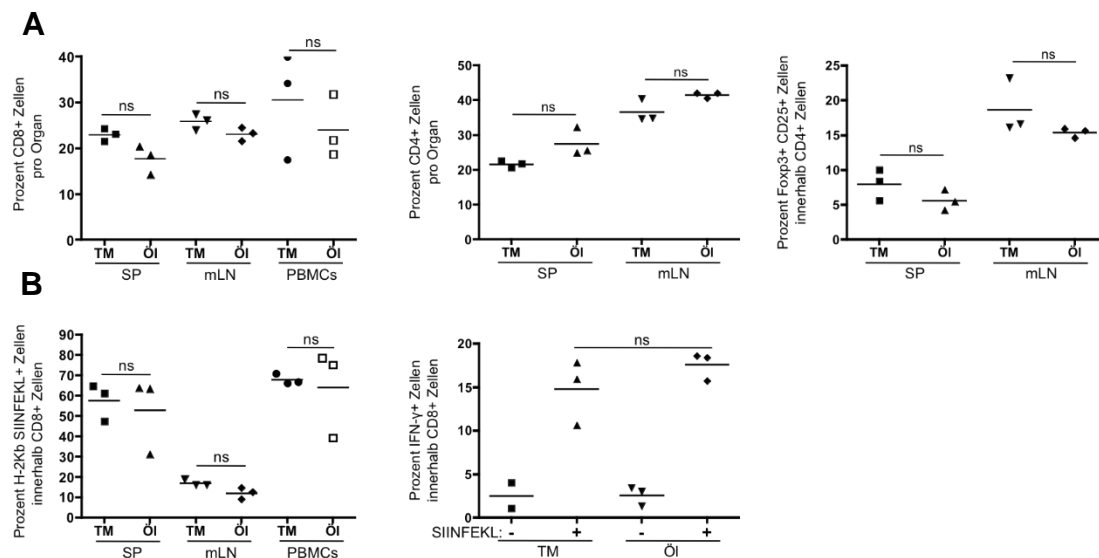 A
Prozent CD8+ Zellen
pro Organ
40
30
20
10
0
ns
ns
ns
TM Öl TM Öl TM Öl
SP mLN PBMCs
Prozent CD4+ Zellen
pro Organ
50
40
30
20
10
0
ns
ns
TM Öl TM Öl
SP mLN
Prozent Foxp3+ CD25+ Zellen
innerhalb CD4+ Zellen
25
20
15
10
5
0
ns
ns
TM Öl TM Öl
SP mLN
B
Prozent H-2Kb SIINFEKL+ Zellen
innerhalb CD8+ Zellen
90
80
70
60
50
40
30
20
10
0
ns
ns
ns
TM Öl TM Öl TM Öl
SP mLN PBMCs
Prozent IFN-γ+ Zellen
innerhalb CD8+ Zellen
20
15
10
5
0
ns
SIINFEKL: - + - +
TM Öl